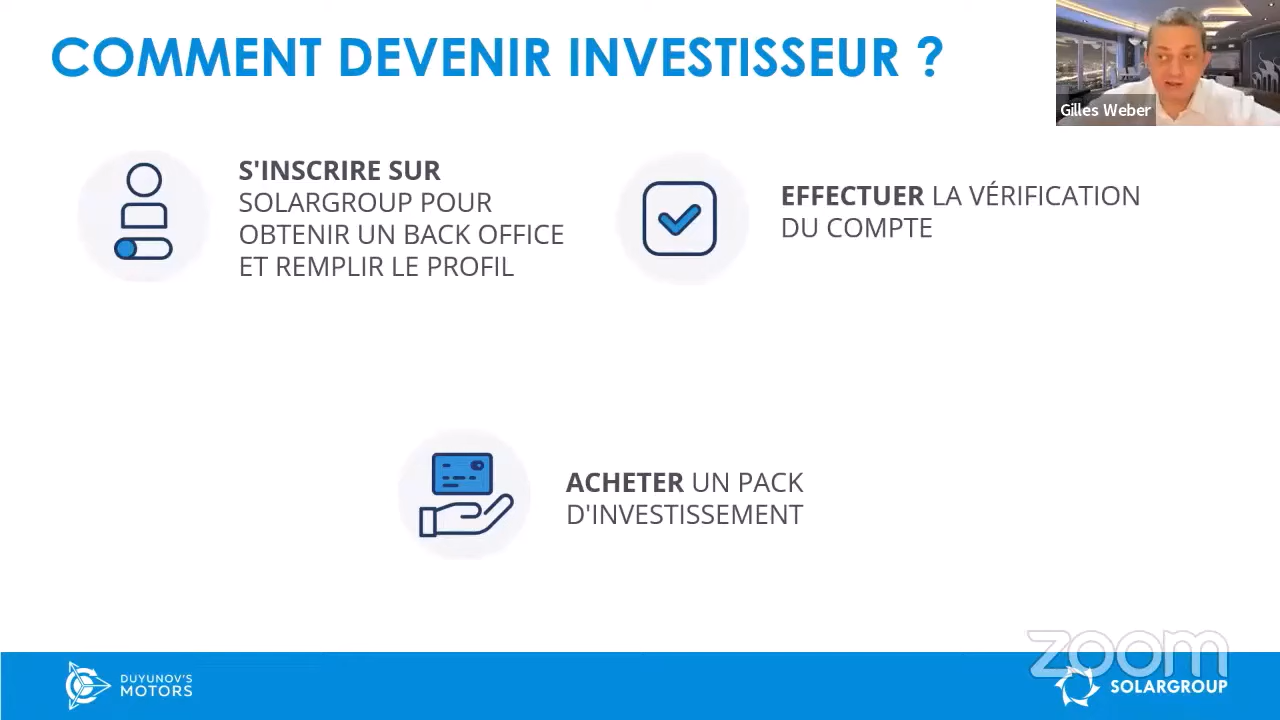 COMMENT DEVENIR INVESTISSEUR ?
Gilles Weber
S'INSCRIRE SUR
SOLARGROUP POUR
OBTENIR UN BACK OFFICE
ET REMPLIR LE PROFIL
EFFECTUER LA VÉRIFICATION
DU COMPTE
ACHETER UN PACK
D'INVESTISSEMENT
zoom
DUYUNOV'S
MOTORS
SOLARGROUP